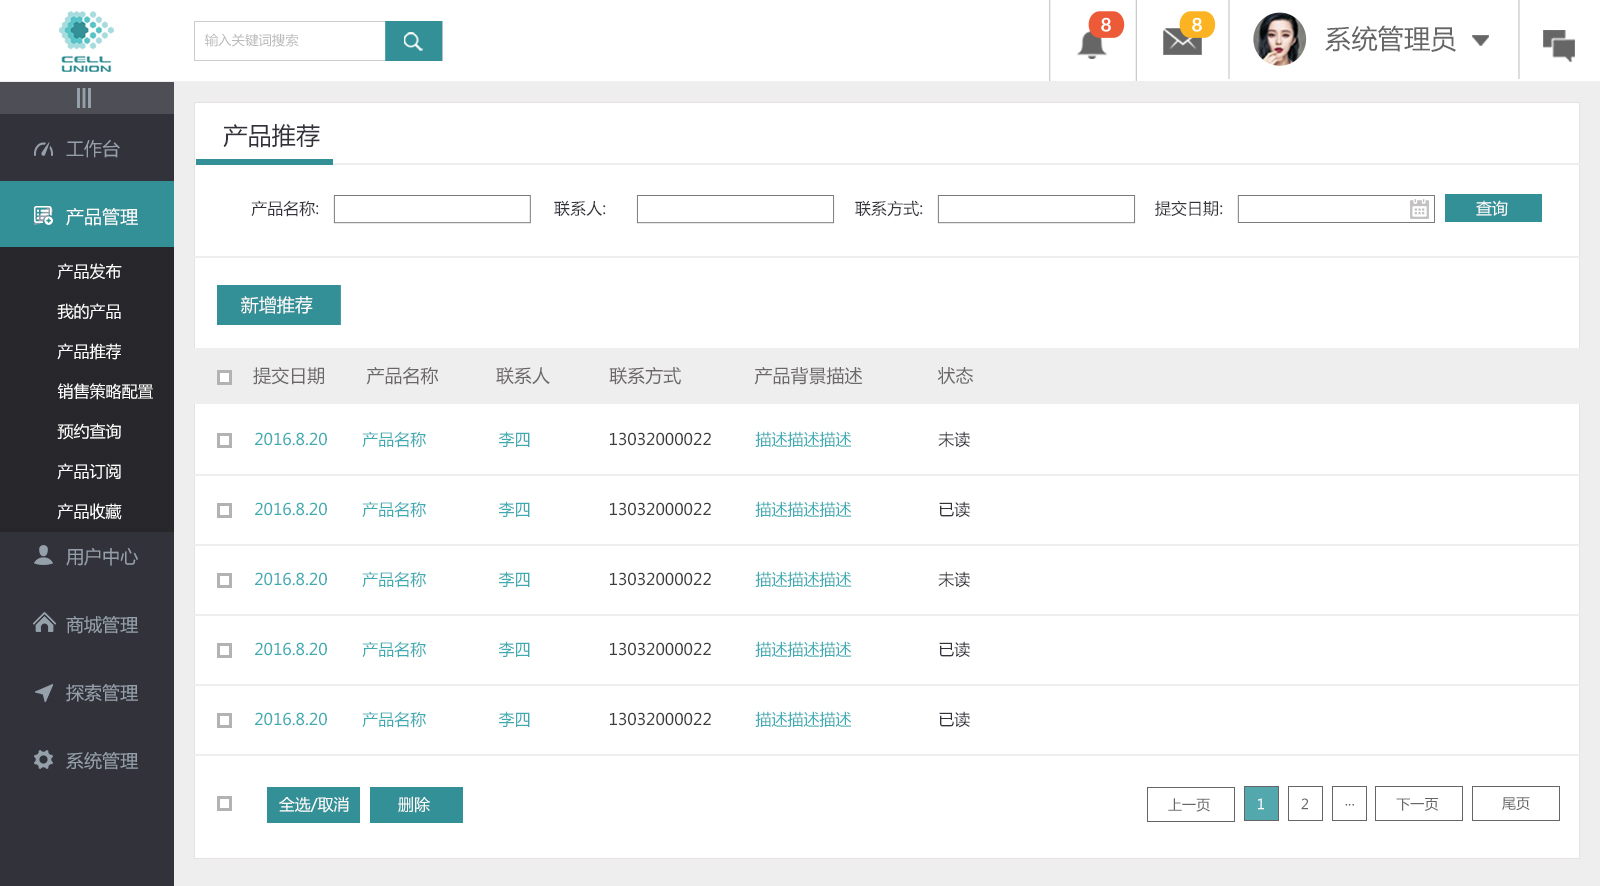 CELL
UNION
输入关键词搜索
8
8
系统管理员
工作台
产品管理
产品发布
我的产品
产品推荐
销售策略配置
预约查询
产品订阅
产品收藏
用户中心
商城管理
探索管理
系统管理
产品推荐
产品名称: 联系人: 联系方式: 提交日期: 查询
新增推荐
提交日期 产品名称 联系人 联系方式 产品背景描述 状态
2016.8.20 产品名称 李四 13032000022 描述描述描述 未读
2016.8.20 产品名称 李四 13032000022 描述描述描述 已读
2016.8.20 产品名称 李四 13032000022 描述描述描述 未读
2016.8.20 产品名称 李四 13032000022 描述描述描述 已读
2016.8.20 产品名称 李四 13032000022 描述描述描述 已读
全选/取消 删除 上一页 1 2 ... 下一页 尾页